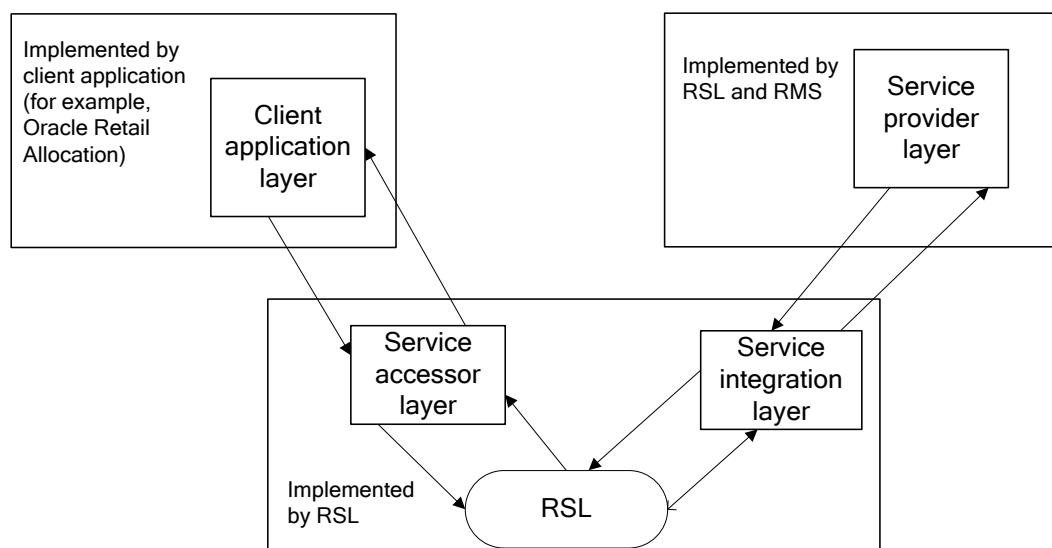 Implemented by
client application
(for example,
Oracle Retail
Allocation)
Client
application
layer
Implemented by
RSL and RMS
Service
provider
layer
Service
accessor
layer
Service
integration
layer
Implemented
by RSL
RSL